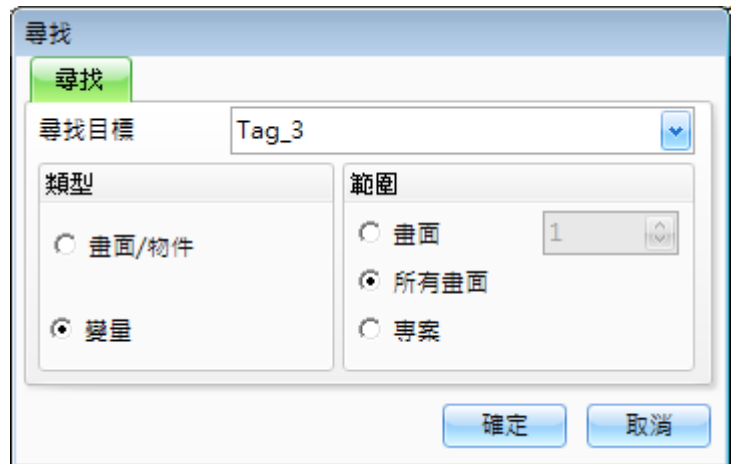 尋找
尋找
尋找目標 Tag_3
類型
畫面/物件
變量
範圍
畫面 1
所有畫面
專案
確定 取消